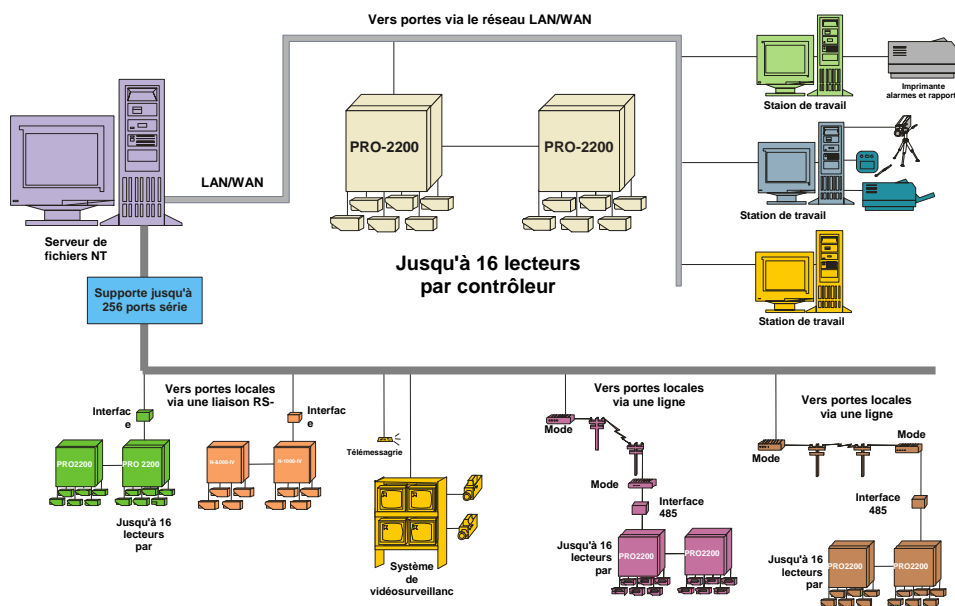 Vers portes via le réseau LAN/WAN
PRO-2200
PRO-2200
LAN/WAN
Serveur de
fichiers NT
Jusqu'à 16 lecteurs
par contrôleur
Staion de travail
Imprimante
alarmes et rapport
Station de travail
Station de travail
Supporte jusqu'à
256 ports série
Vers portes locales
via une liaison RS-
Interfac
e
Interfac
e
PRO2200
PRO 2200
N-1000-IV
Jusqu'à 16
lecteurs
par
Télémessagrie
Système
de
vidéosurveillanc
Vers portes locales
via une ligne
Mode
Mode
Interface
485
Jusqu'à 16
lecteurs
par
PRO2200
PRO2200
Vers portes locales
via une ligne
Mode
Mode
Interface
485
Jusqu'à 16
lecteurs
par
PRO2200
PRO2200